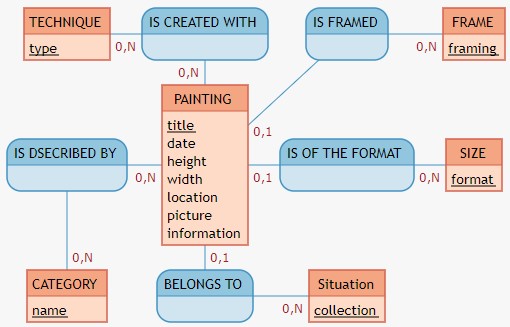 TECHNIQUE
type
0,N
IS CREATED WITH
0,N
IS FRAMED
0,N
FRAME
framing
PAINTING
title
date
height
width
location
picture
information
0,1
IS DSECRIBED BY
0,N
0,1
IS OF THE FORMAT
0,N
SIZE
format
0,N
CATEGORY
name
0,1
BELONGS TO
0,N
Situation
collection